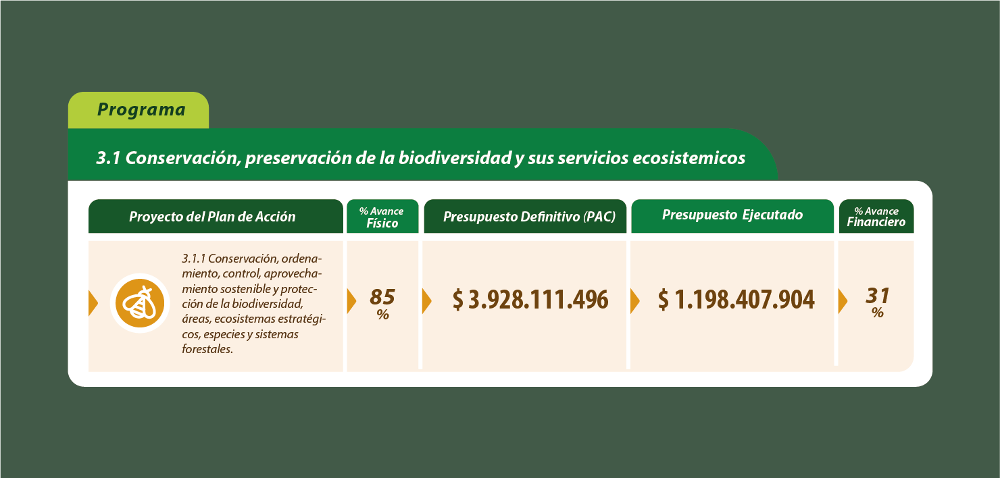 Programa
3.1 Conservación, preservación de la biodiversidad y sus servicios ecosistemicos
Proyecto del Plan de Acción
% Avance
Físico
Presupuesto Definitivo (PAC)
Presupuesto Ejecutado
% Avance
Financiero
3.1.1 Conservación, ordena-
miento, control, aprovecha-
miento sostenible y protec-
ción de la biodiversidad,
áreas, ecosistemas estratégi-
cos, especies y sistemas
forestales.
85
%
$ 3.928.111.496
$ 1.198.407.904
31
%